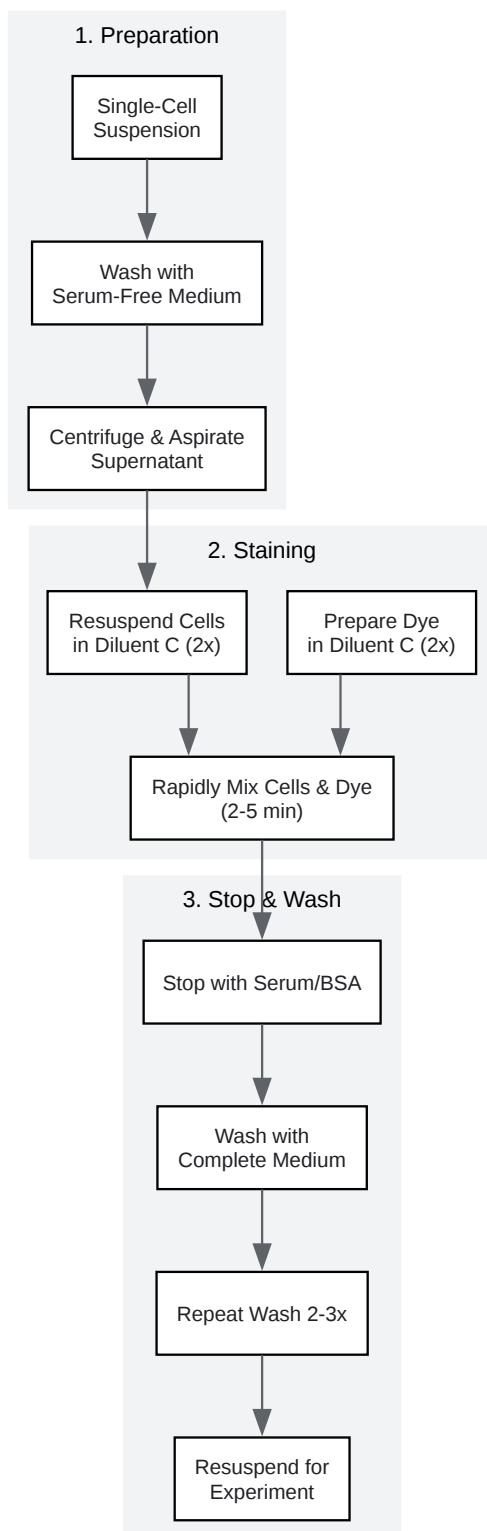 1. Preparation
Single-Cell
Suspension
Wash with
Serum-Free Medium
Centrifuge & Aspirate
Supernatant
2. Staining
Resuspend Cells
in Diluent C (2x)
Prepare Dye
in Diluent C (2x)
Rapidly Mix Cells & Dye
(2-5 min)
3. Stop & Wash
Stop with Serum/BSA
Wash with
Complete Medium
Repeat Wash 2-3x
Resuspend for
Experiment